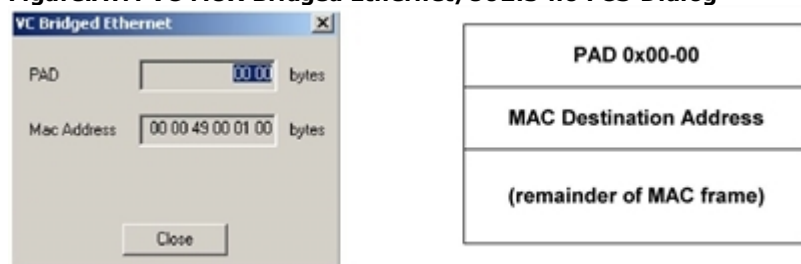 VC Bridged Ethernet
PAD 00 00 bytes
Mac Address 00 00 49 00 01 00 bytes
Close
PAD 0x00-00
MAC Destination Address
(remainder of MAC frame)